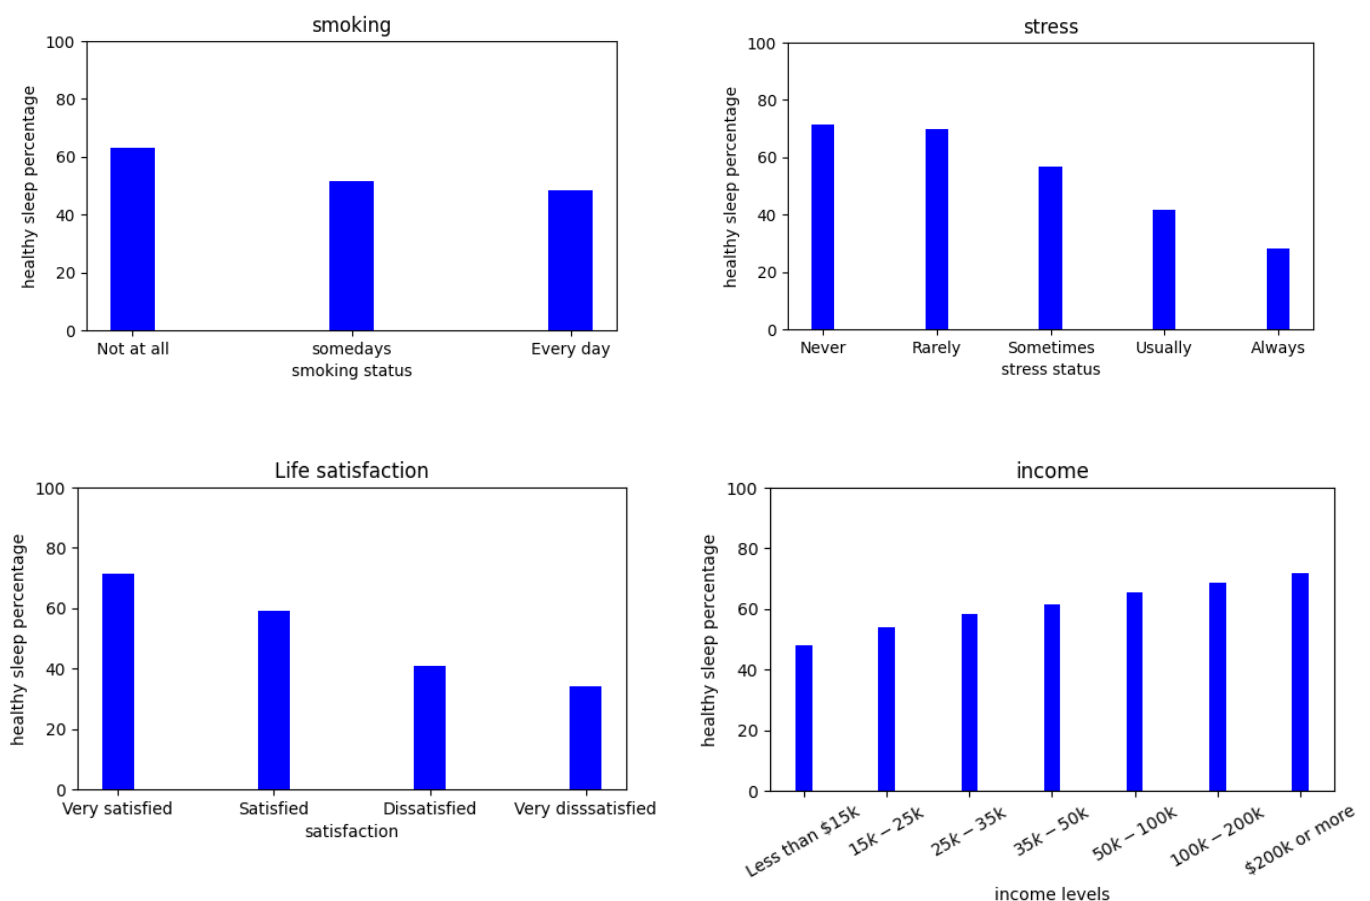 smoking
100
80
60
40
20
0
healthy sleep percentage
Not at all somedays Every day
smoking status
stress
100
80
60
40
20
0
healthy sleep percentage
Never Rarely Sometimes Usually Always
stress status
Life satisfaction
100
80
60
40
20
0
healthy sleep percentage
Very satisfied Satisfied Dissatisfied Very disssatisfied
satisfaction
income
100
80
60
40
20
0
healthy sleep percentage
Less than $15k 15k − 25k 25k − 35k 35k − 50k 50k − 100k 100k − 200k $200k or more
income levels